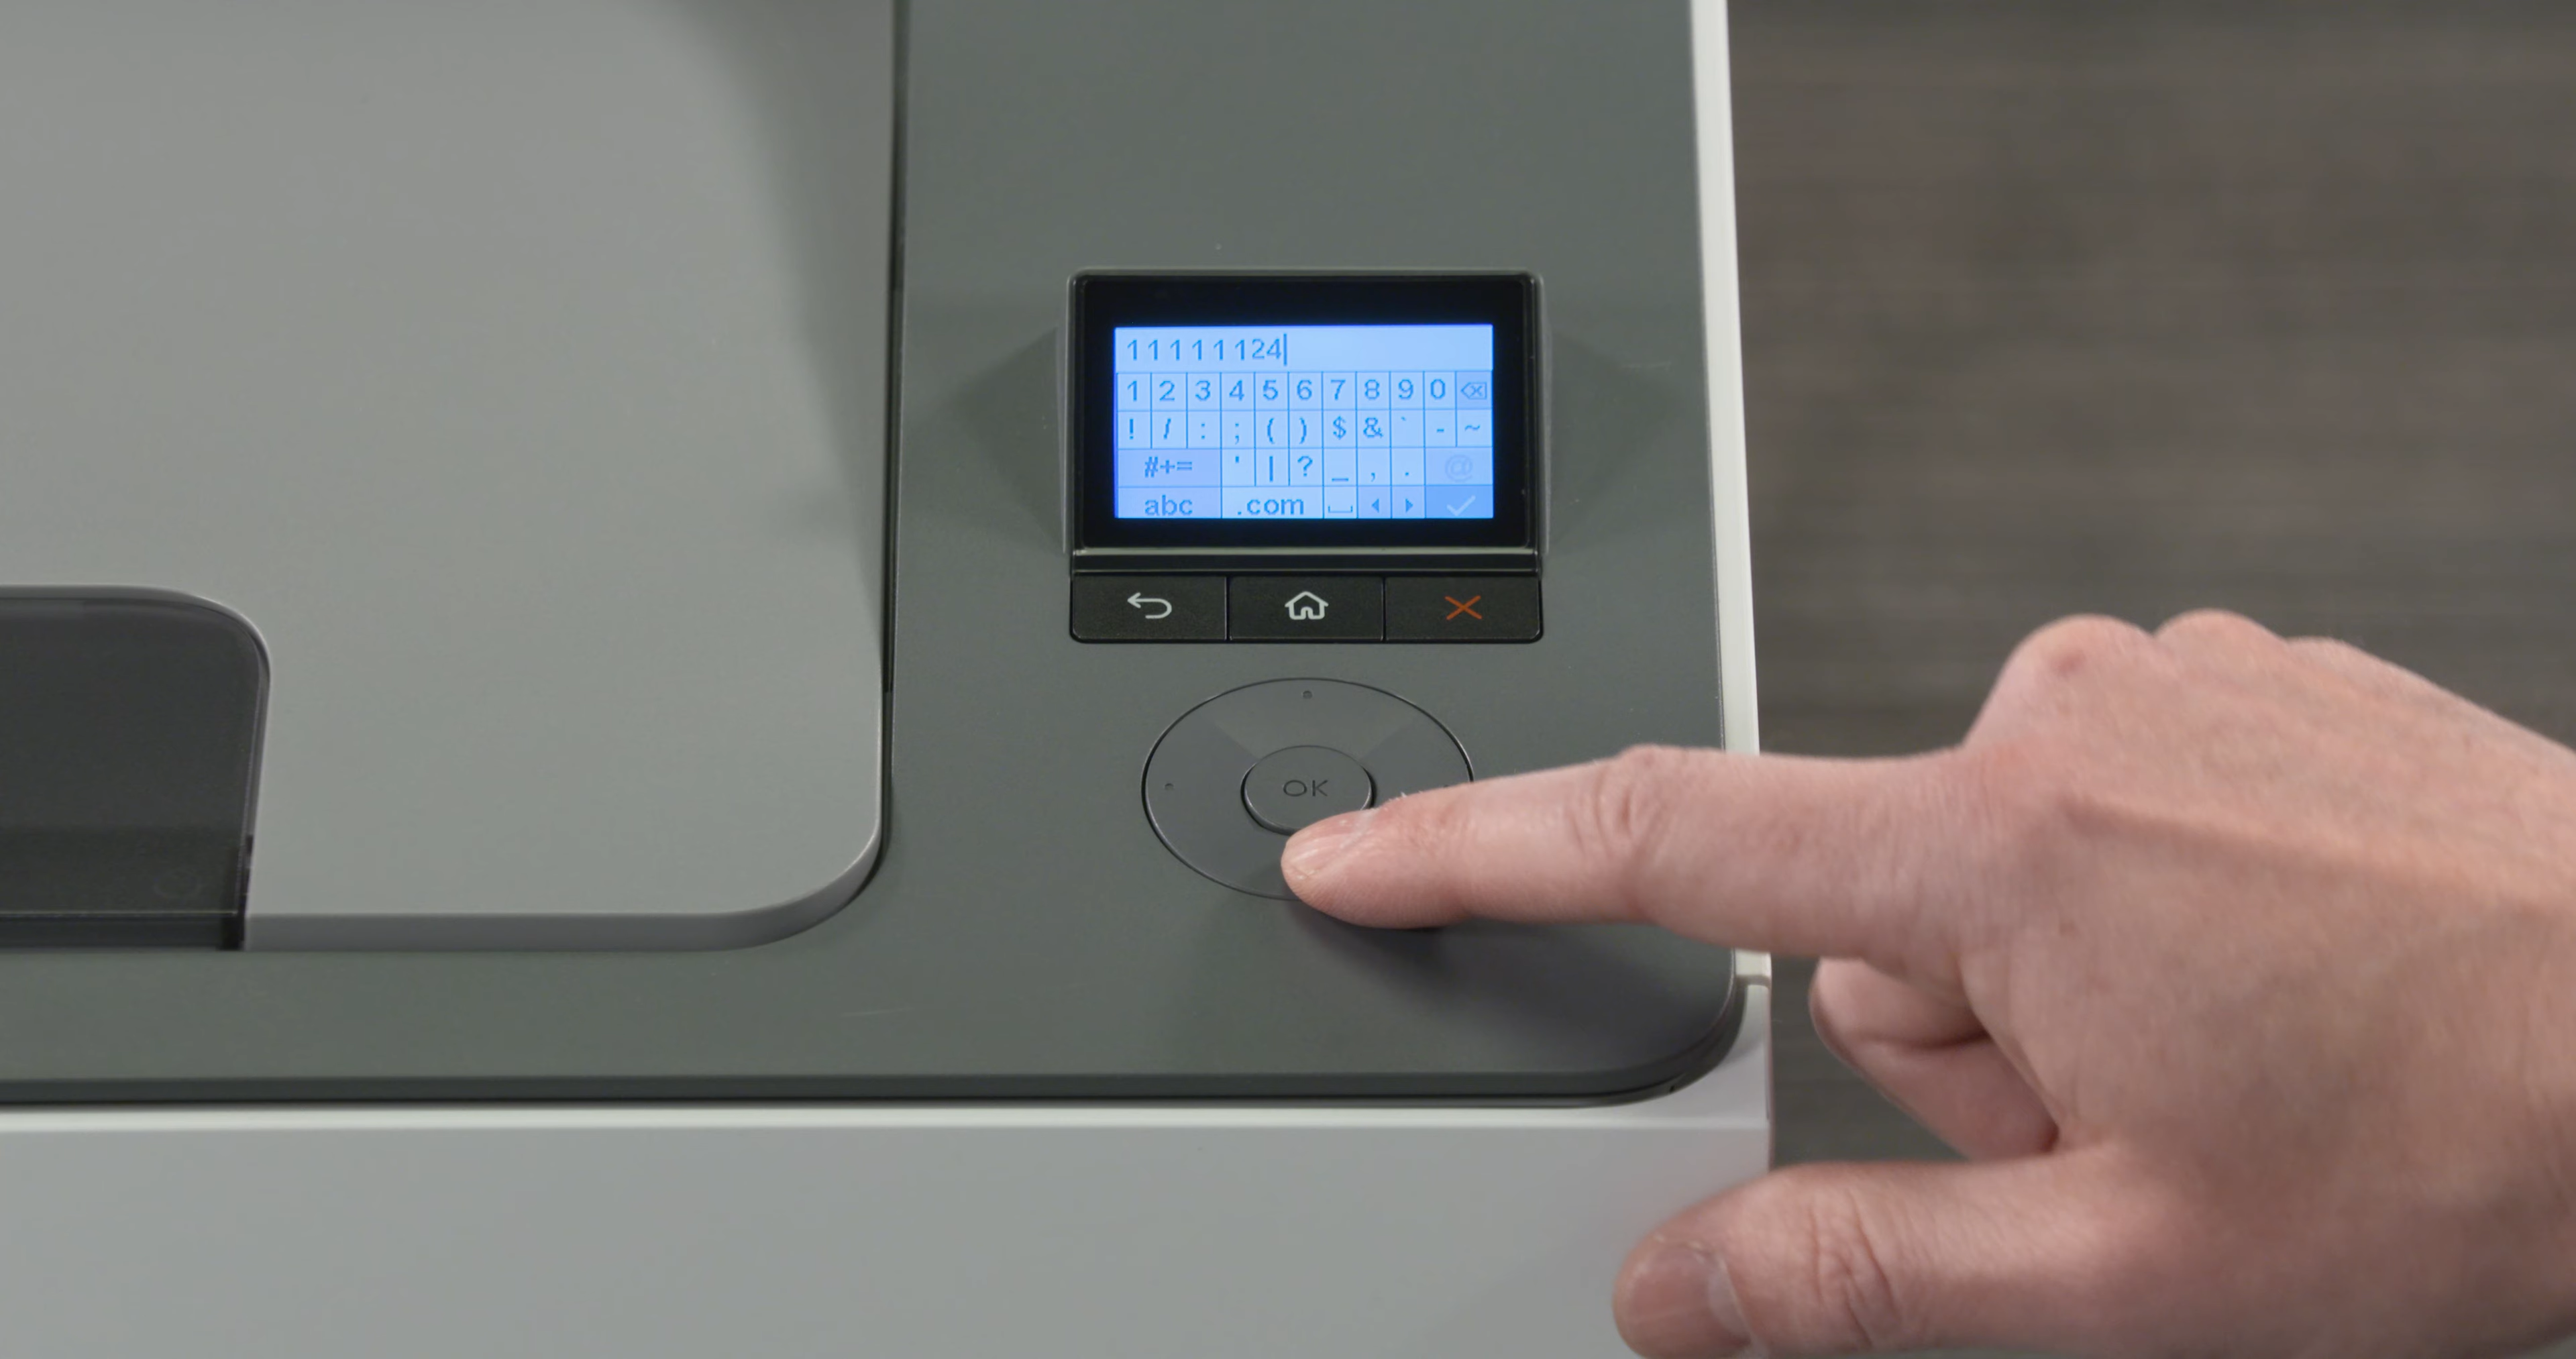 11111124
1 2 3 4 5 6 7 8 9 0
! / : ; ( ) $ & ` - ~
#+= ' | ? _ , . @
abc .com
OK